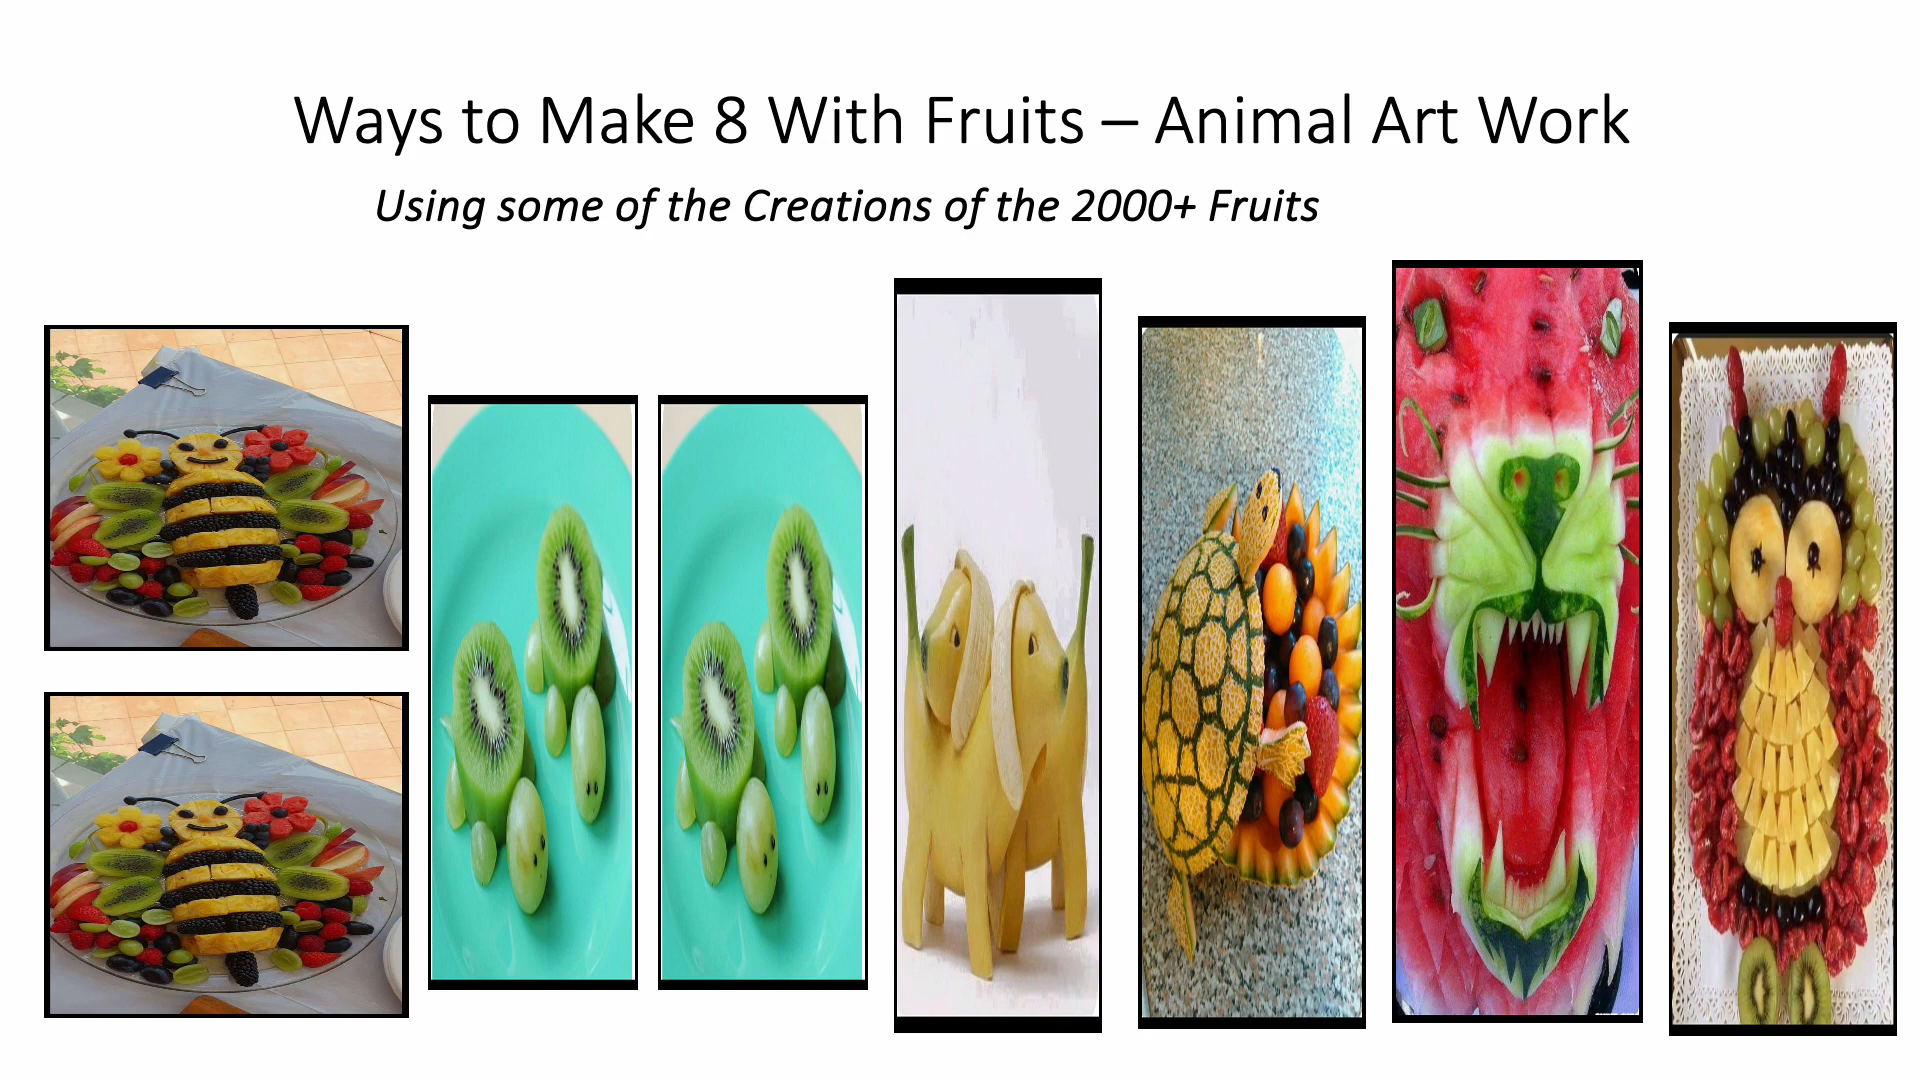 Ways to Make 8 With Fruits – Animal Art Work
Using some of the Creations of the 2000+ Fruits